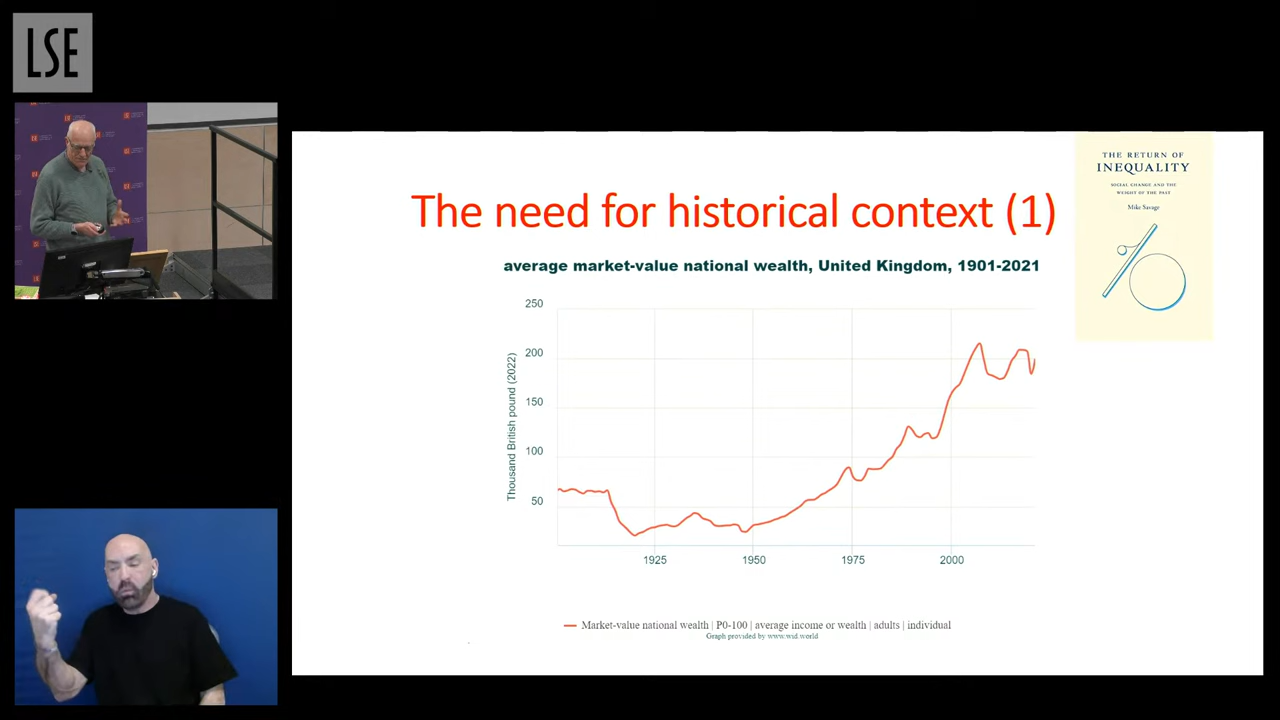 LSE
The need for historical context (1)
THE RETURN OF
INEQUALITY
SOCIAL CHANGE AND THE
WEIGHT OF THE PAST
Mike Savage
average market-value national wealth, United Kingdom, 1901-2021
Thousand British pound (2022)
250
200
150
100
50
1925
1950
1975
2000
Market-value national wealth | P0-100 | average income or wealth | adults | individual
Graph provided by www.wid.world